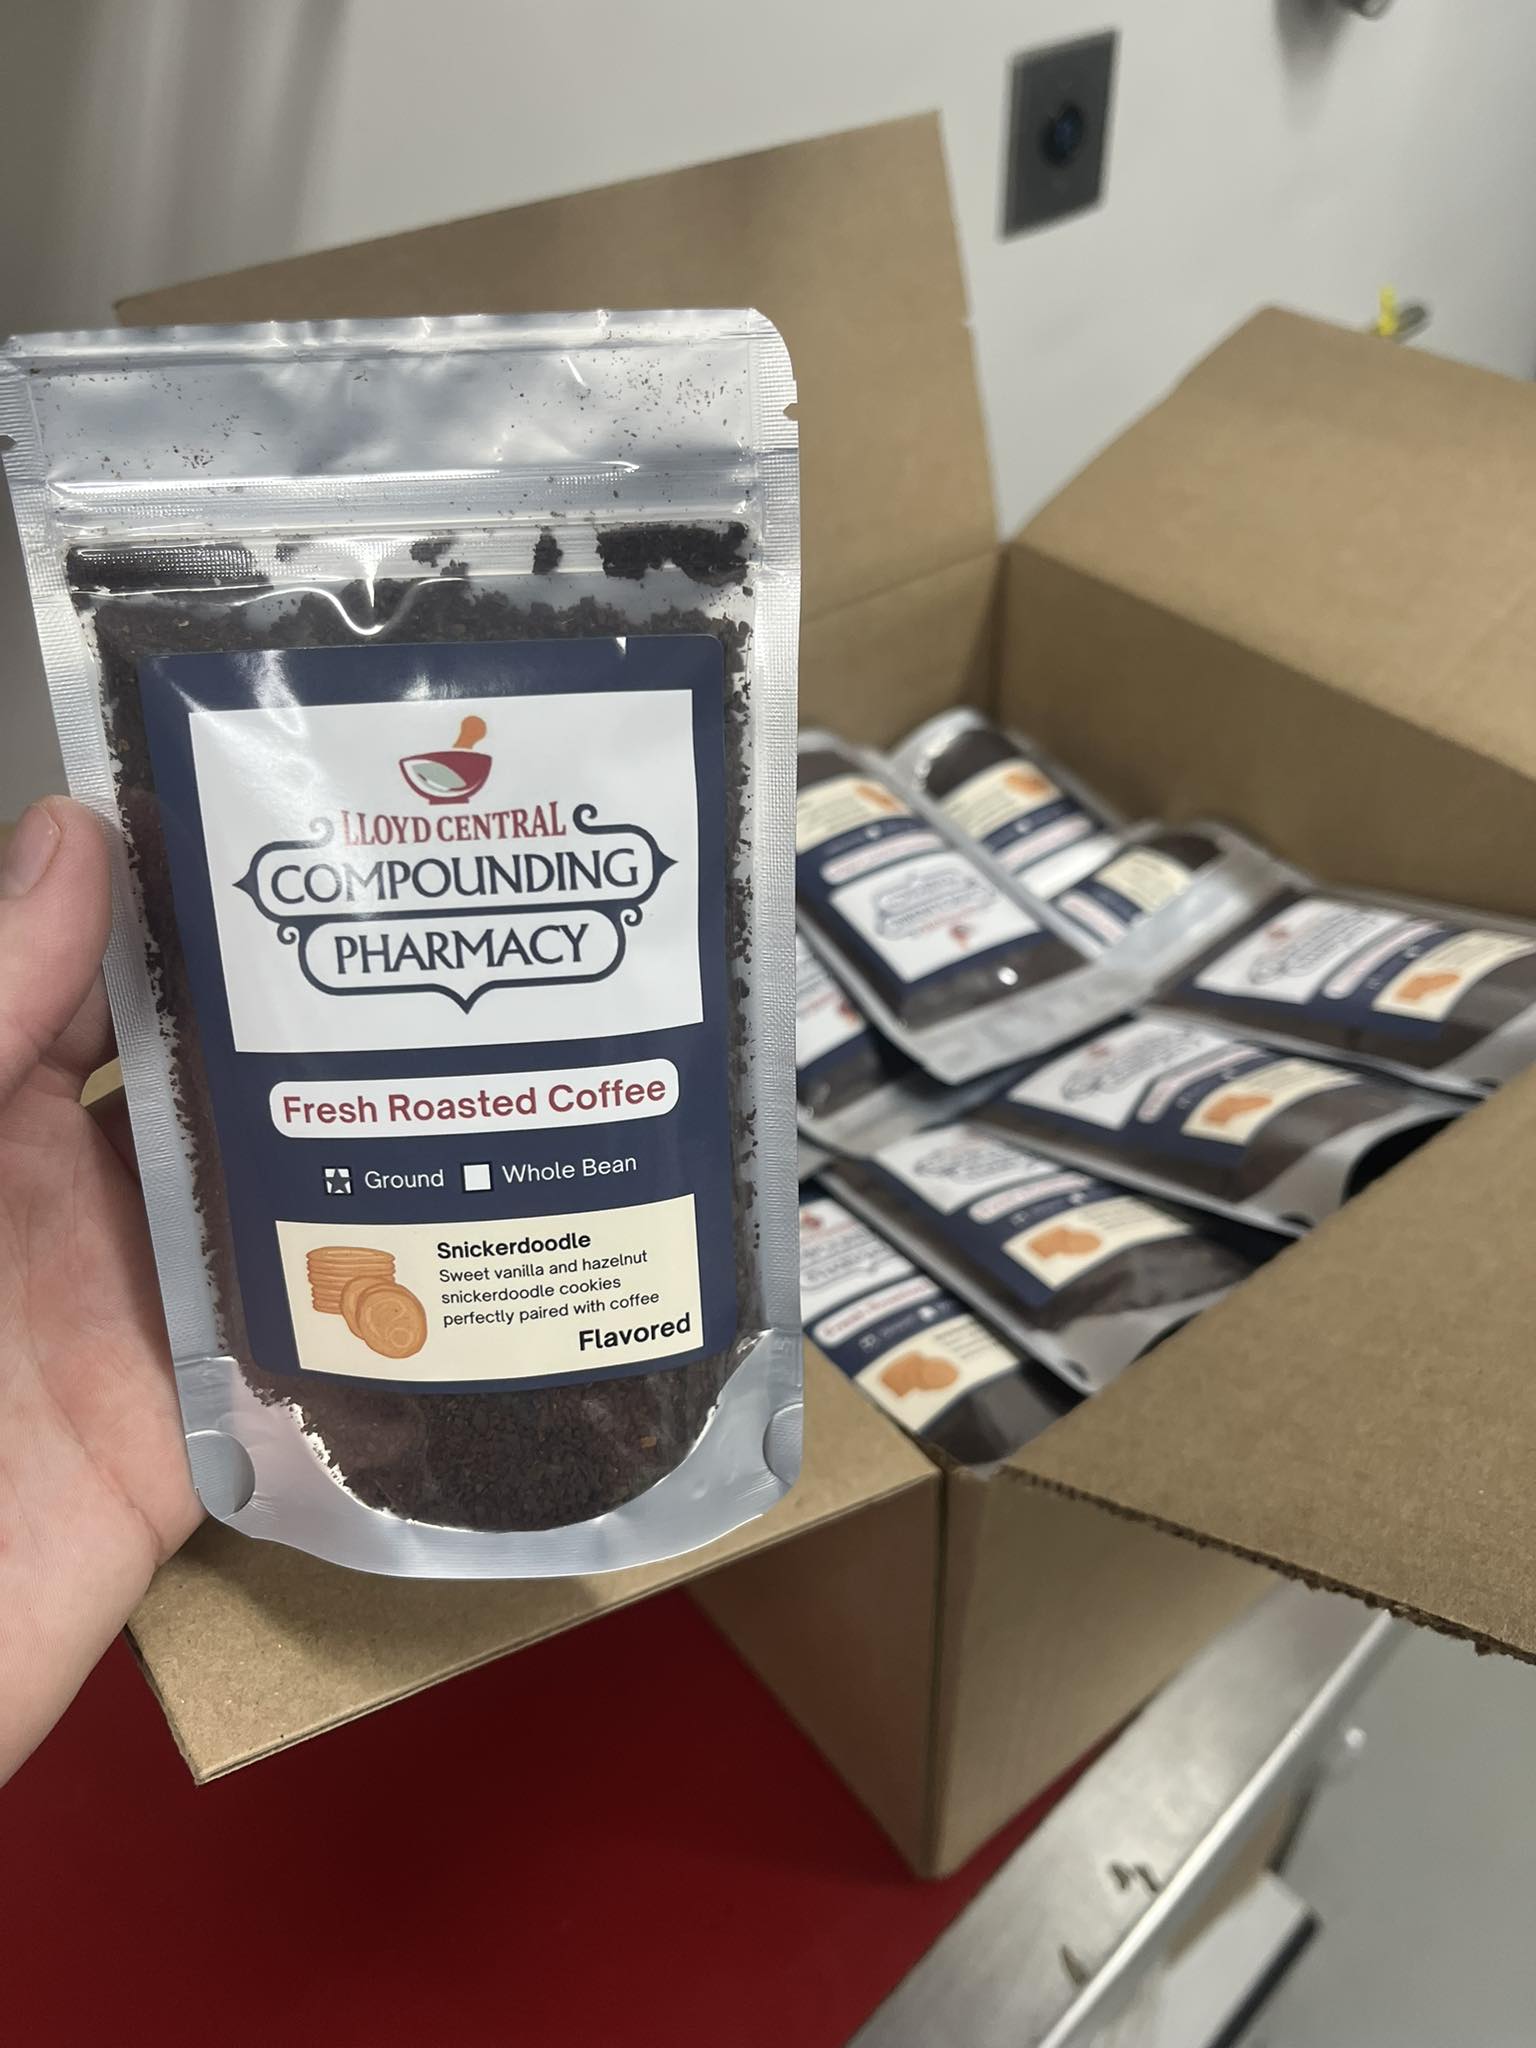 LLOYD CENTRAL
COMPOUNDING
PHARMACY
Fresh Roasted Coffee
Ground Whole Bean
Snickerdoodle
Sweet vanilla and hazelnut
snickerdoodle cookies
perfectly paired with coffee
Flavored